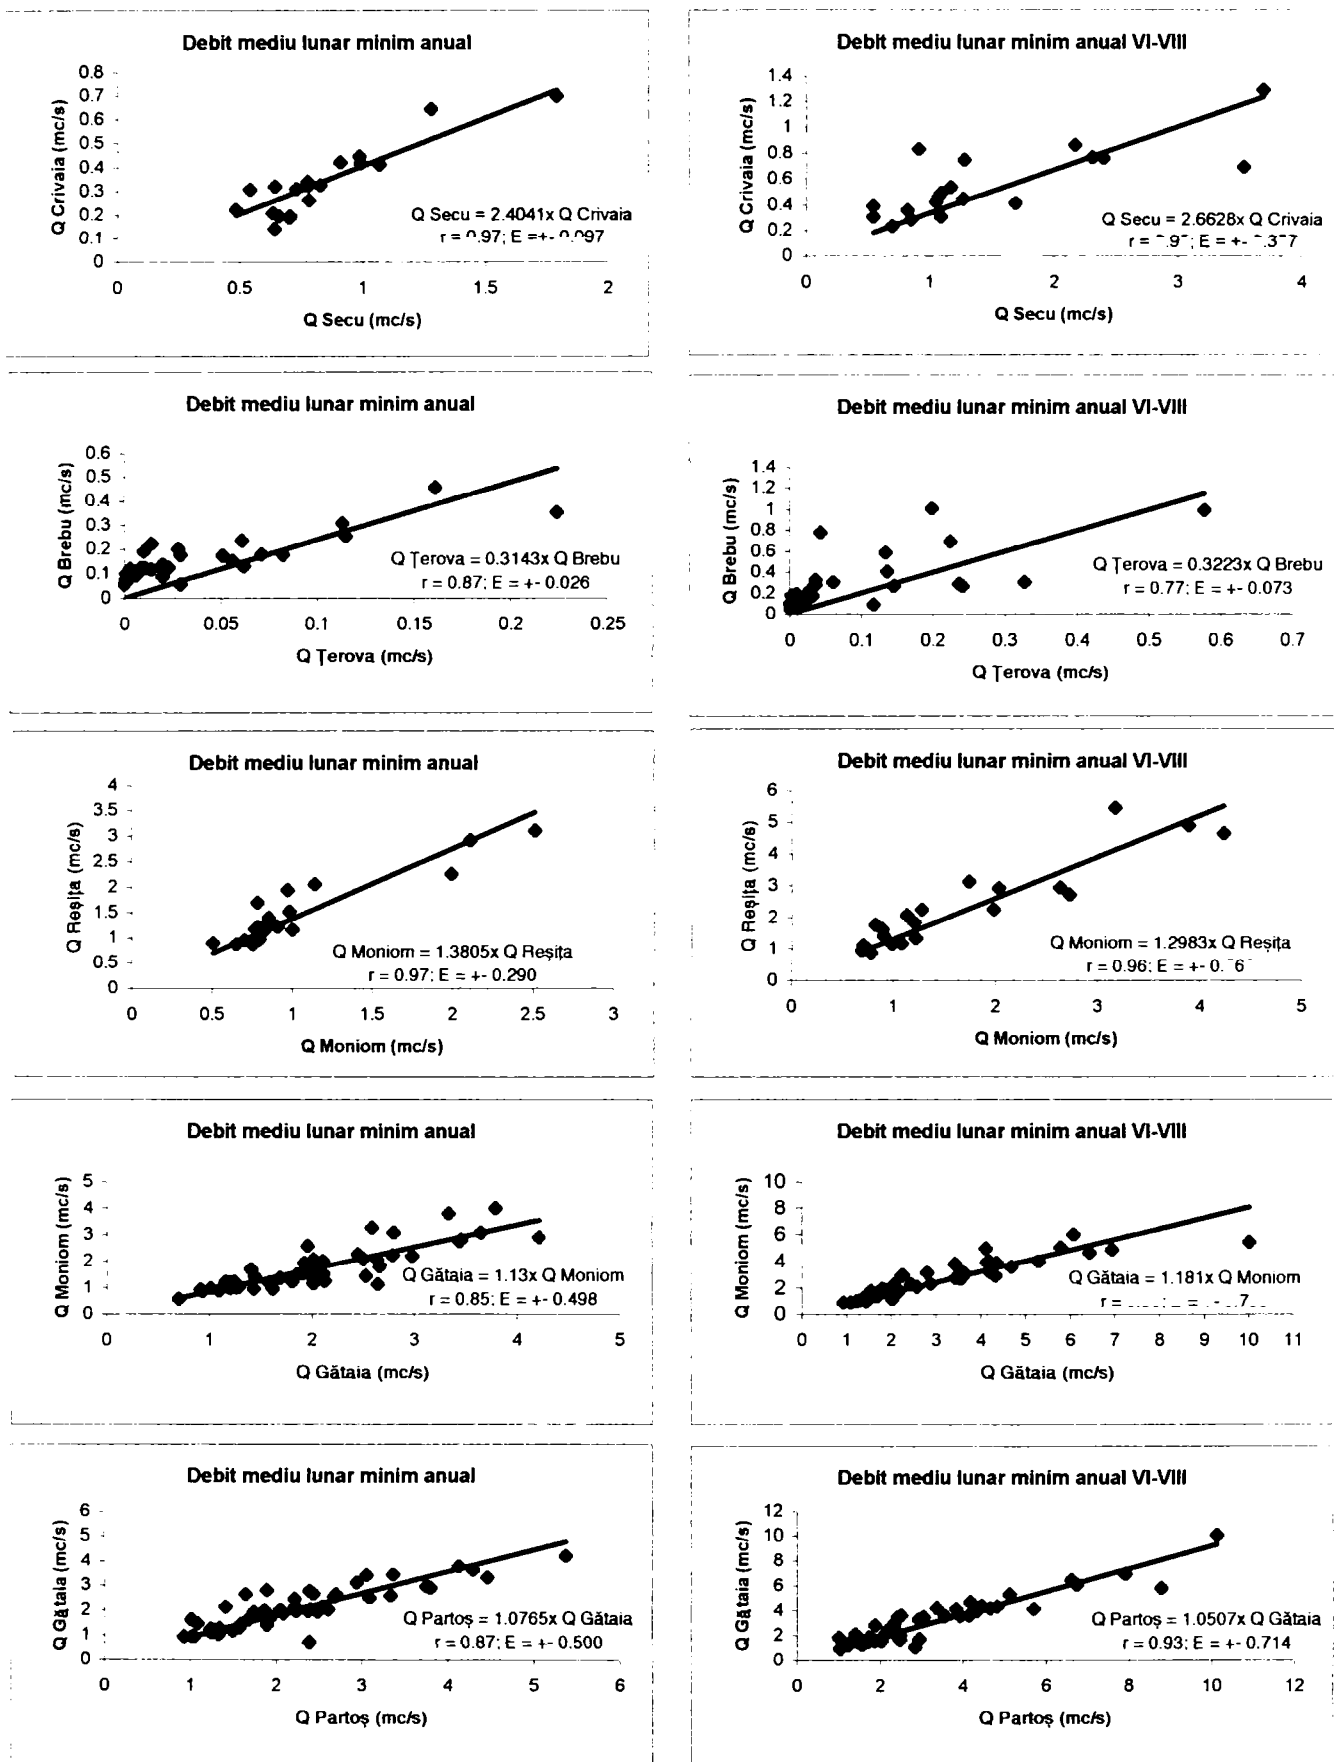 Debit mediu lunar minim anual
Q Crivaia (mc/s)
0.8
0.7
0.6
0.5
0.4
0.3
0.2
0.1
0
Q Secu = 2.4041x Q Crivaia
r = 0.97; E =+- 0.097
0 0.5 1 1.5 2
Q Secu (mc/s)
Debit mediu lunar minim anual VI-VIII
Q Crivaia (mc/s)
1.4
1.2
1
0.8
0.6
0.4
0.2
0
Q Secu = 2.6628x Q Crivaia
r = E = +-
0 1 2 3 4
Q Secu (mc/s)
Debit mediu lunar minim anual
Q Brebu (mc/s)
0.6
0.5
0.4
0.3
0.2
0.1
0
Q Țerova = 0.3143x Q Brebu
r = 0.87; E = +- 0.026
0 0.05 0.1 0.15 0.2 0.25
Q Țerova (mc/s)
Debit mediu lunar minim anual VI-VIII
Q Brebu (mc/s)
1.4
1.2
1
0.8
0.6
0.4
0.2
0
Q Țerova = 0.3223x Q Brebu
r = 0.77; E = +- 0.073
0 0.1 0.2 0.3 0.4 0.5 0.6 0.7
Q Țerova (mc/s)
Debit mediu lunar minim anual
Q Reșița (mc/s)
4
3.5
3
2.5
2
1.5
1
0.5
0
Q Moniom = 1.3805x Q Reșița
r = 0.97; E = +- 0.290
0 0.5 1 1.5 2 2.5 3
Q Moniom (mc/s)
Debit mediu lunar minim anual VI-VIII
Q Reșița (mc/s)
6
5
4
3
2
1
0
Q Moniom = 1.2983x Q Reșița
r = 0.96; E = +-
0 1 2 3 4 5
Q Moniom (mc/s)
Debit mediu lunar minim anual
Q Moniom (mc/s)
5
4
3
2
1
0
Q Gătaia = 1.13x Q Moniom
r = 0.85; E = +- 0.498
0 1 2 3 4 5
Q Gătaia (mc/s)
Debit mediu lunar minim anual VI-VIII
Q Moniom (mc/s)
10
8
6
4
2
0
Q Gătaia = 1.181x Q Moniom
r =
0 1 2 3 4 5 6 7 8 9 10 11
Q Gătaia (mc/s)
Debit mediu lunar minim anual
Q Gătaia (mc/s)
6
5
4
3
2
1
0
Q Partoș = 1.0765x Q Gătaia
r = 0.87; E = +- 0.500
0 1 2 3 4 5 6
Q Partoș (mc/s)
Debit mediu lunar minim anual VI-VIII
Q Gătaia (mc/s)
12
10
8
6
4
2
0
Q Partoș = 1.0507x Q Gătaia
r = 0.93; E = +- 0.714
0 2 4 6 8 10 12
Q Partoș (mc/s)